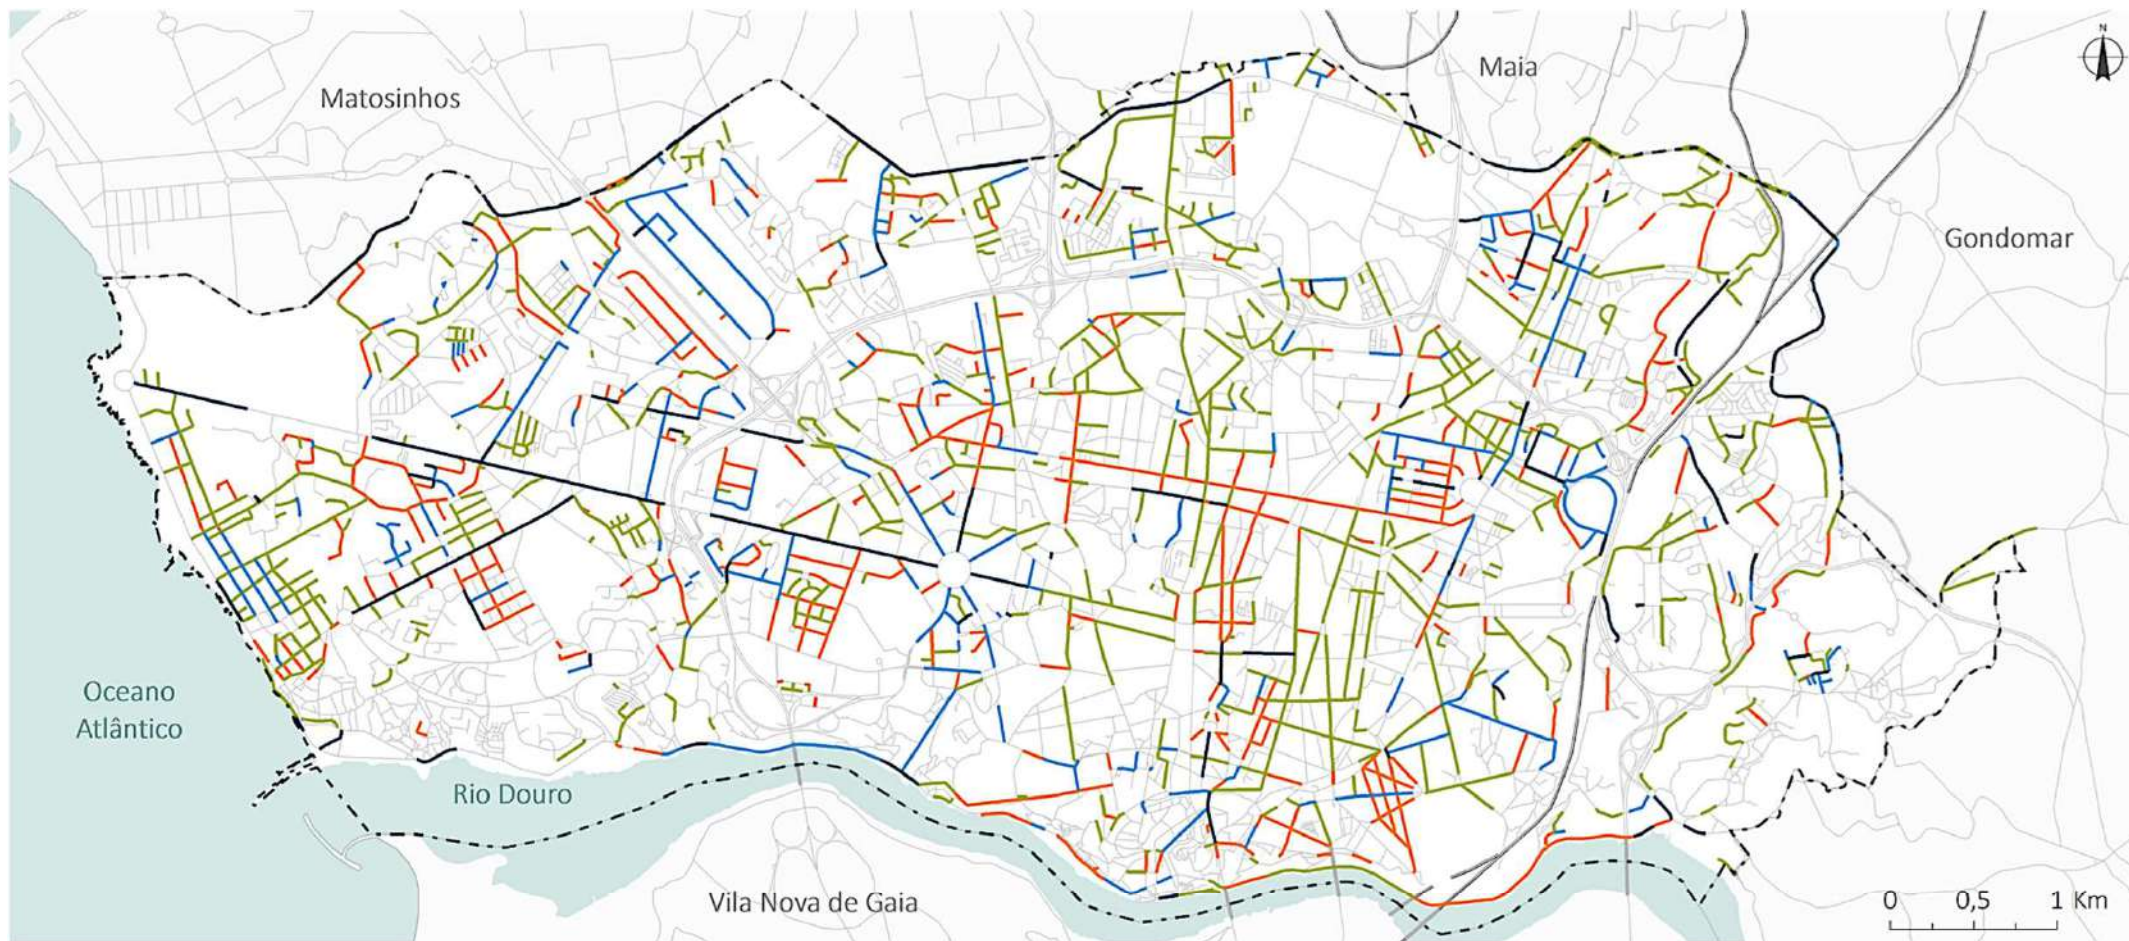 N
Maia
Matosinhos
Gondomar
Oceano
Atlântico
Rio Douro
Vila Nova de Gaia
0 0,5 1 Km